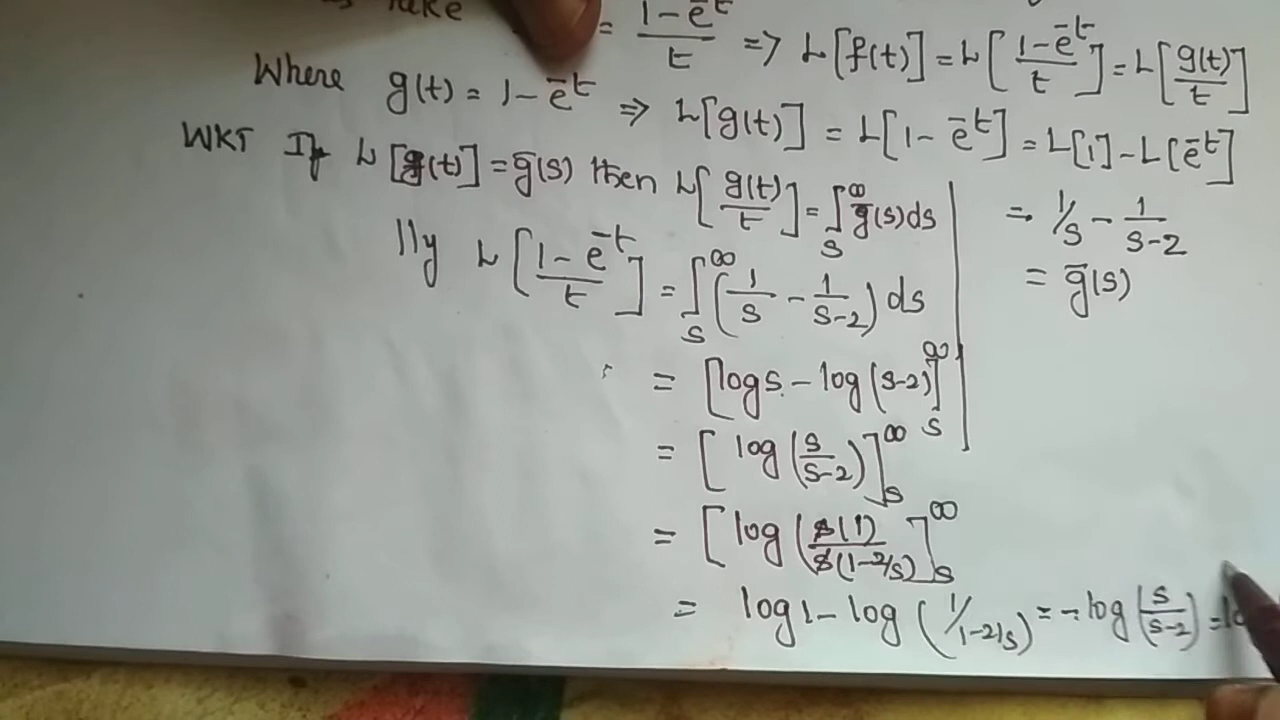 = 1-e^-t / t => L[f(t)] = L[1-e^-t / t] = L[g(t)/t]
Where g(t) = 1-e^-t => L[g(t)] = L[1-e^-t] = L[1]-L[e^-t]
WKT If L[g(t)] = g̅(s) then L[g(t)/t] = ∫_s^∞ g̅(s)ds
= 1/s - 1/s-2
= g̅(s)
lly L[1-e^-t / t] = ∫_s^∞ (1/s - 1/s-2) ds
= [log s - log(s-2)]_s^∞
= [log(s/s-2)]_s^∞
= [log(s(1)/s(1-2/s)]_s^∞
= log 1 - log(1/1-2/s) = -log(s/s-2) =